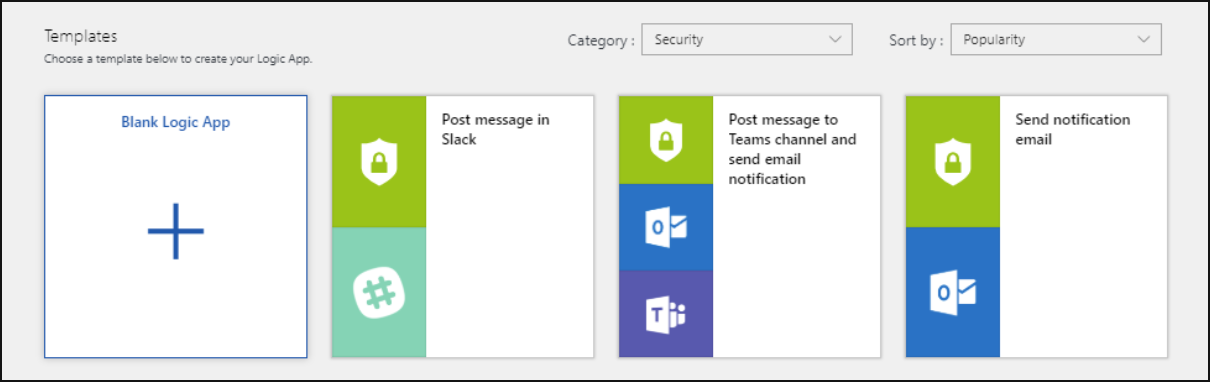 Templates
Choose a template below to create your Logic App.
Category : Security
Sort by : Popularity
Blank Logic App
Post message in
Slack
Post message to
Teams channel and
send email
notification
Send notification
email